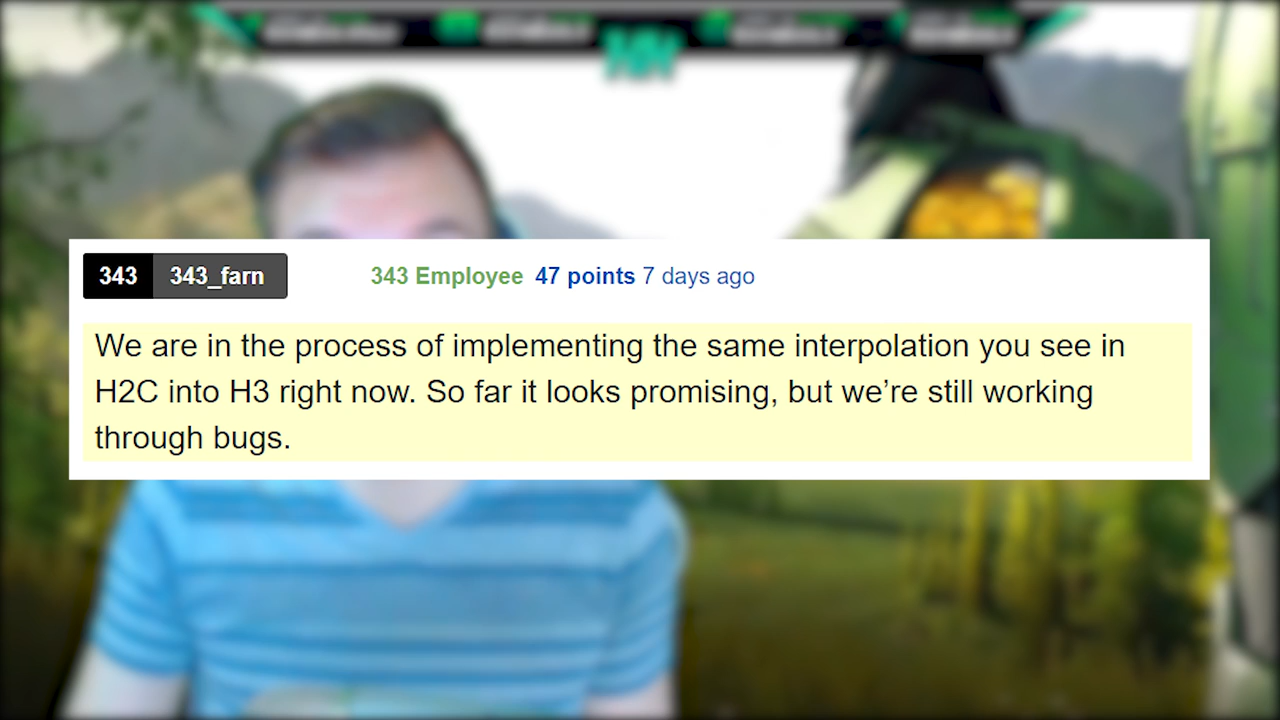 343 343_farn 343 Employee 47 points 7 days ago
We are in the process of implementing the same interpolation you see in
H2C into H3 right now. So far it looks promising, but we’re still working
through bugs.